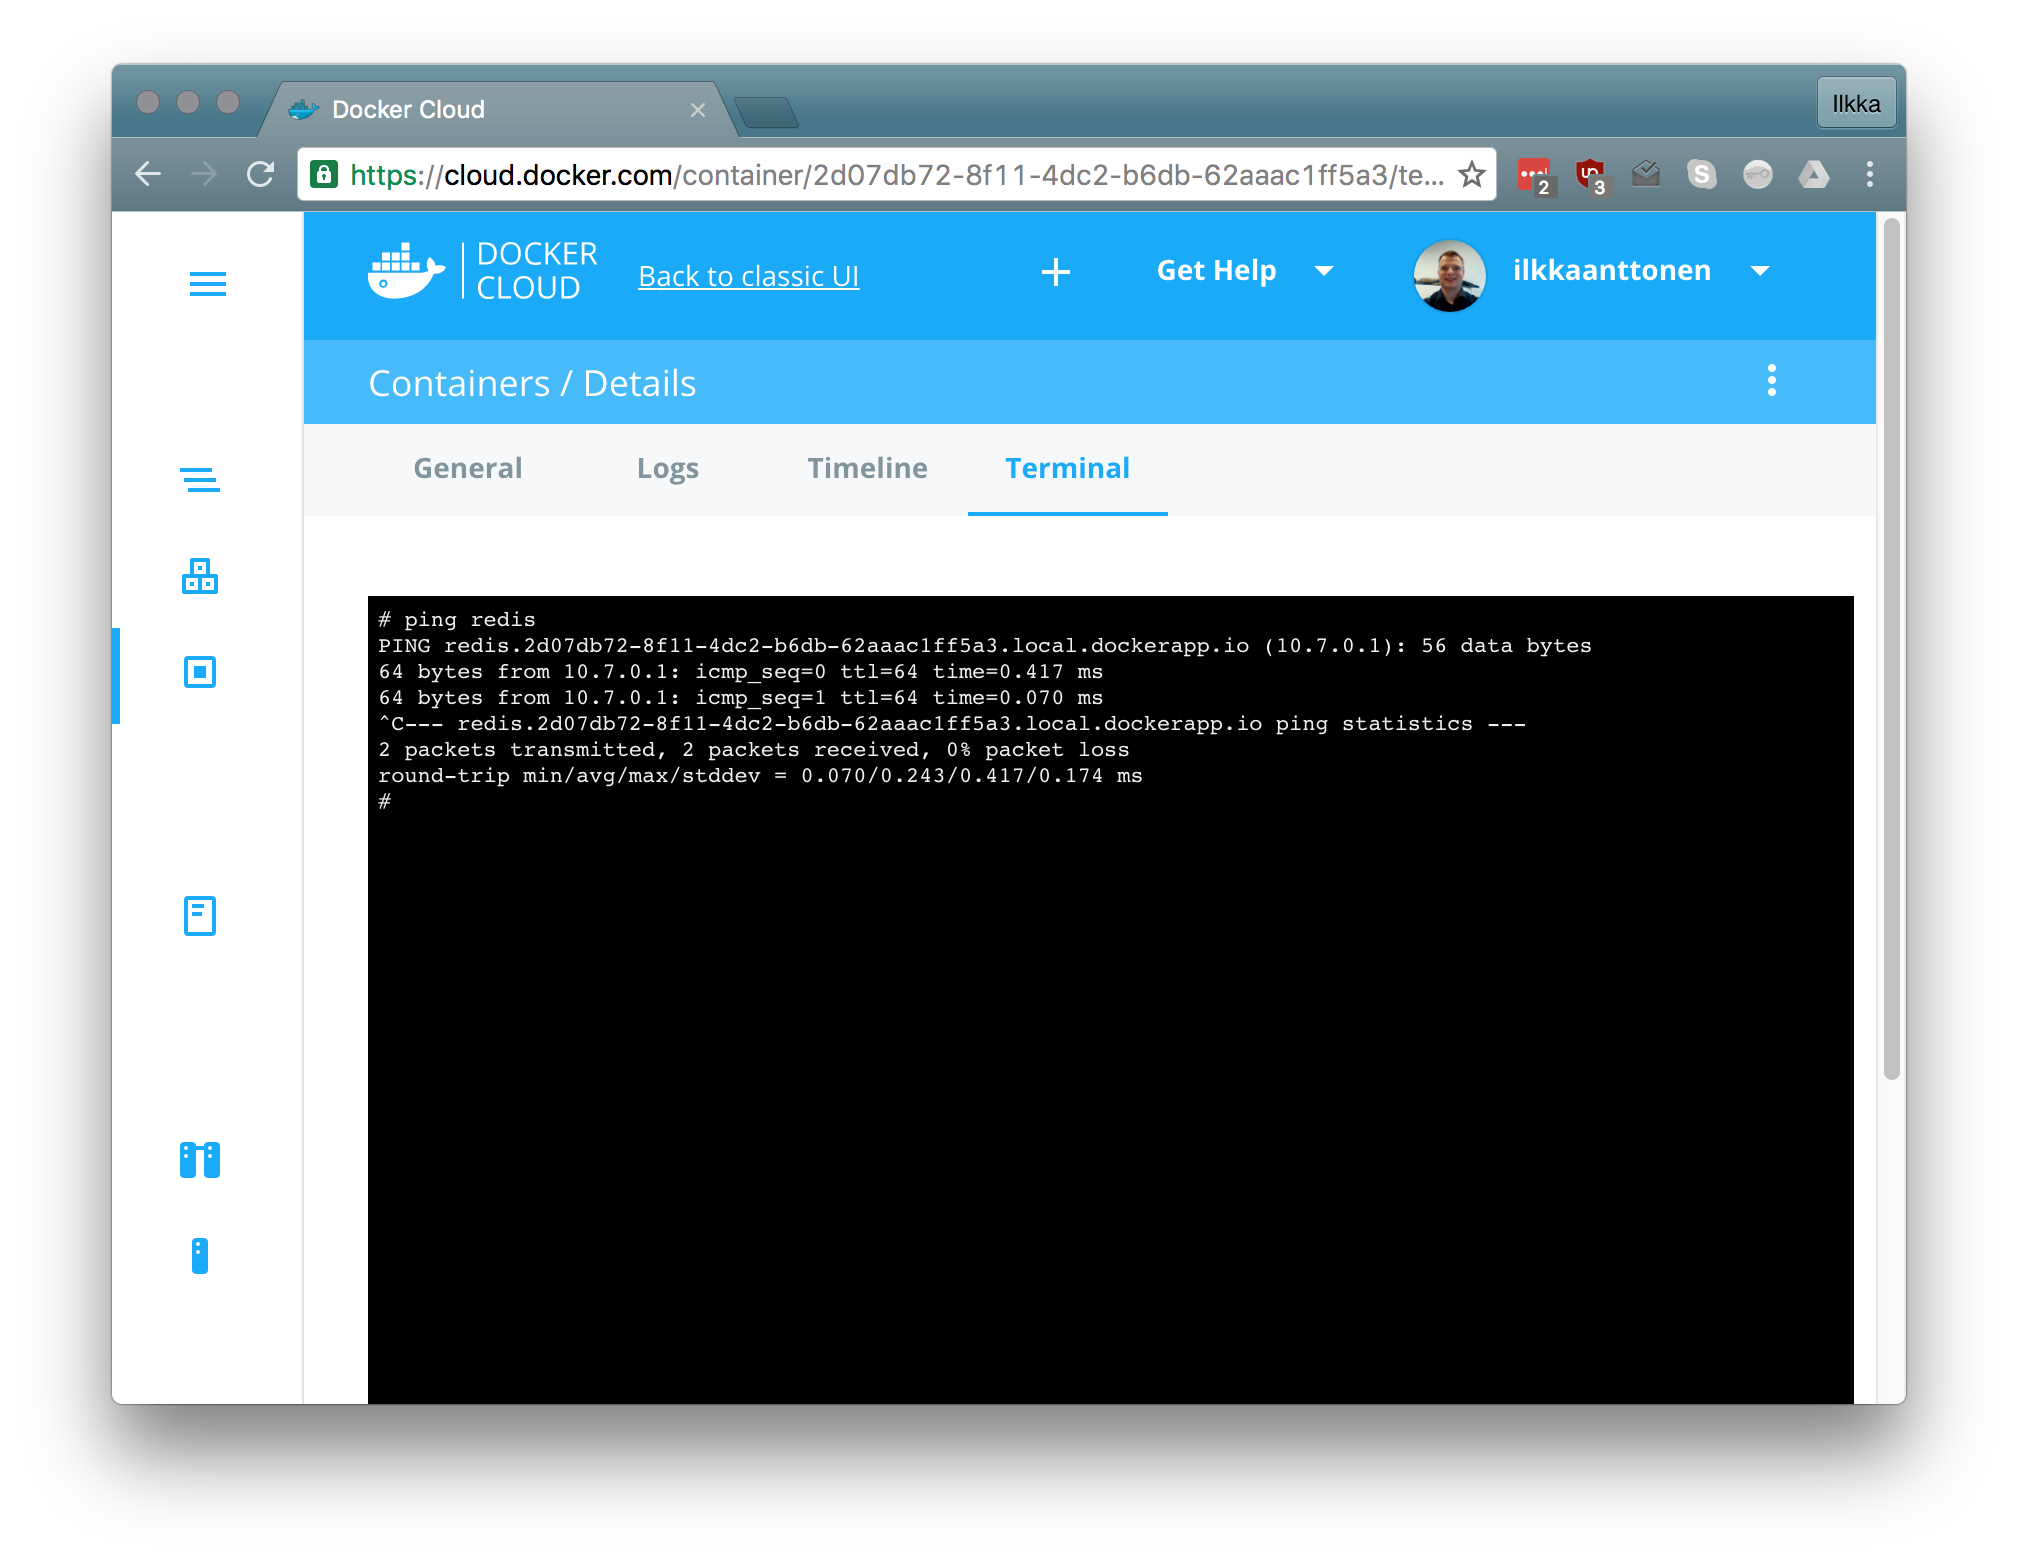 Docker Cloud
Ilkka
https://cloud.docker.com/container/2d07db72-8f11-4dc2-b6db-62aaac1ff5a3/te...
2
3
S
DOCKER
CLOUD
Back to classic UI
Get Help
ilkkaanttonen
Containers / Details
General
Logs
Timeline
Terminal
# ping redis
PING redis.2d07db72-8f11-4dc2-b6db-62aaac1ff5a3.local.dockerapp.io (10.7.0.1): 56 data bytes
64 bytes from 10.7.0.1: icmp_seq=0 ttl=64 time=0.417 ms
64 bytes from 10.7.0.1: icmp_seq=1 ttl=64 time=0.070 ms
^C--- redis.2d07db72-8f11-4dc2-b6db-62aaac1ff5a3.local.dockerapp.io ping statistics ---
2 packets transmitted, 2 packets received, 0% packet loss
round-trip min/avg/max/stddev = 0.070/0.243/0.417/0.174 ms
#